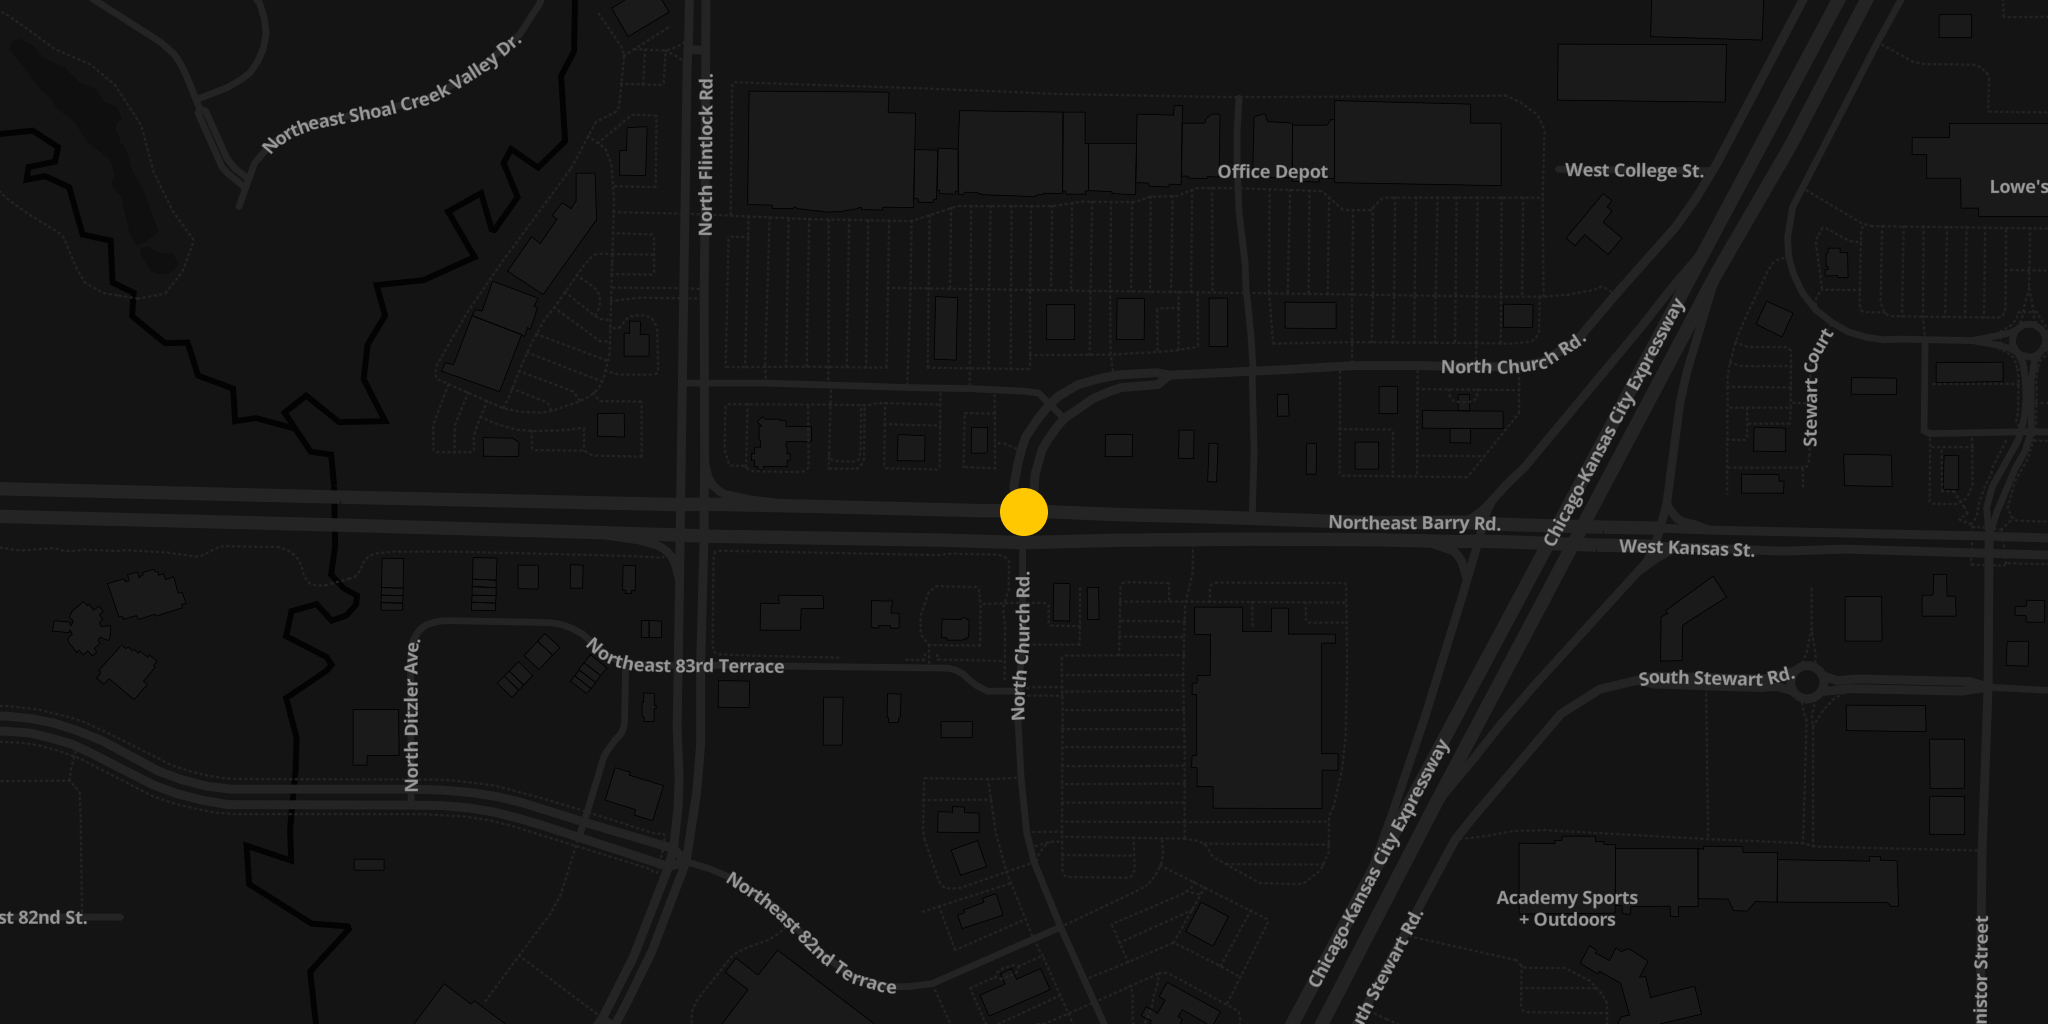 Northeast Shoal Creek Valley Dr.
North Flintlock Rd.
Office Depot
West College St.
Lowe's
North Church Rd.
Chicago-Kansas City Expressway
Stewart Court
Northeast Barry Rd.
West Kansas St.
North Church Rd.
Northeast 83rd Terrace
North Ditzler Ave.
South Stewart Rd.
Chicago-Kansas City Expressway
Northeast 82nd Terrace
st 82nd St.
Academy Sports
+ Outdoors
uth Stewart Rd.
nistor Street